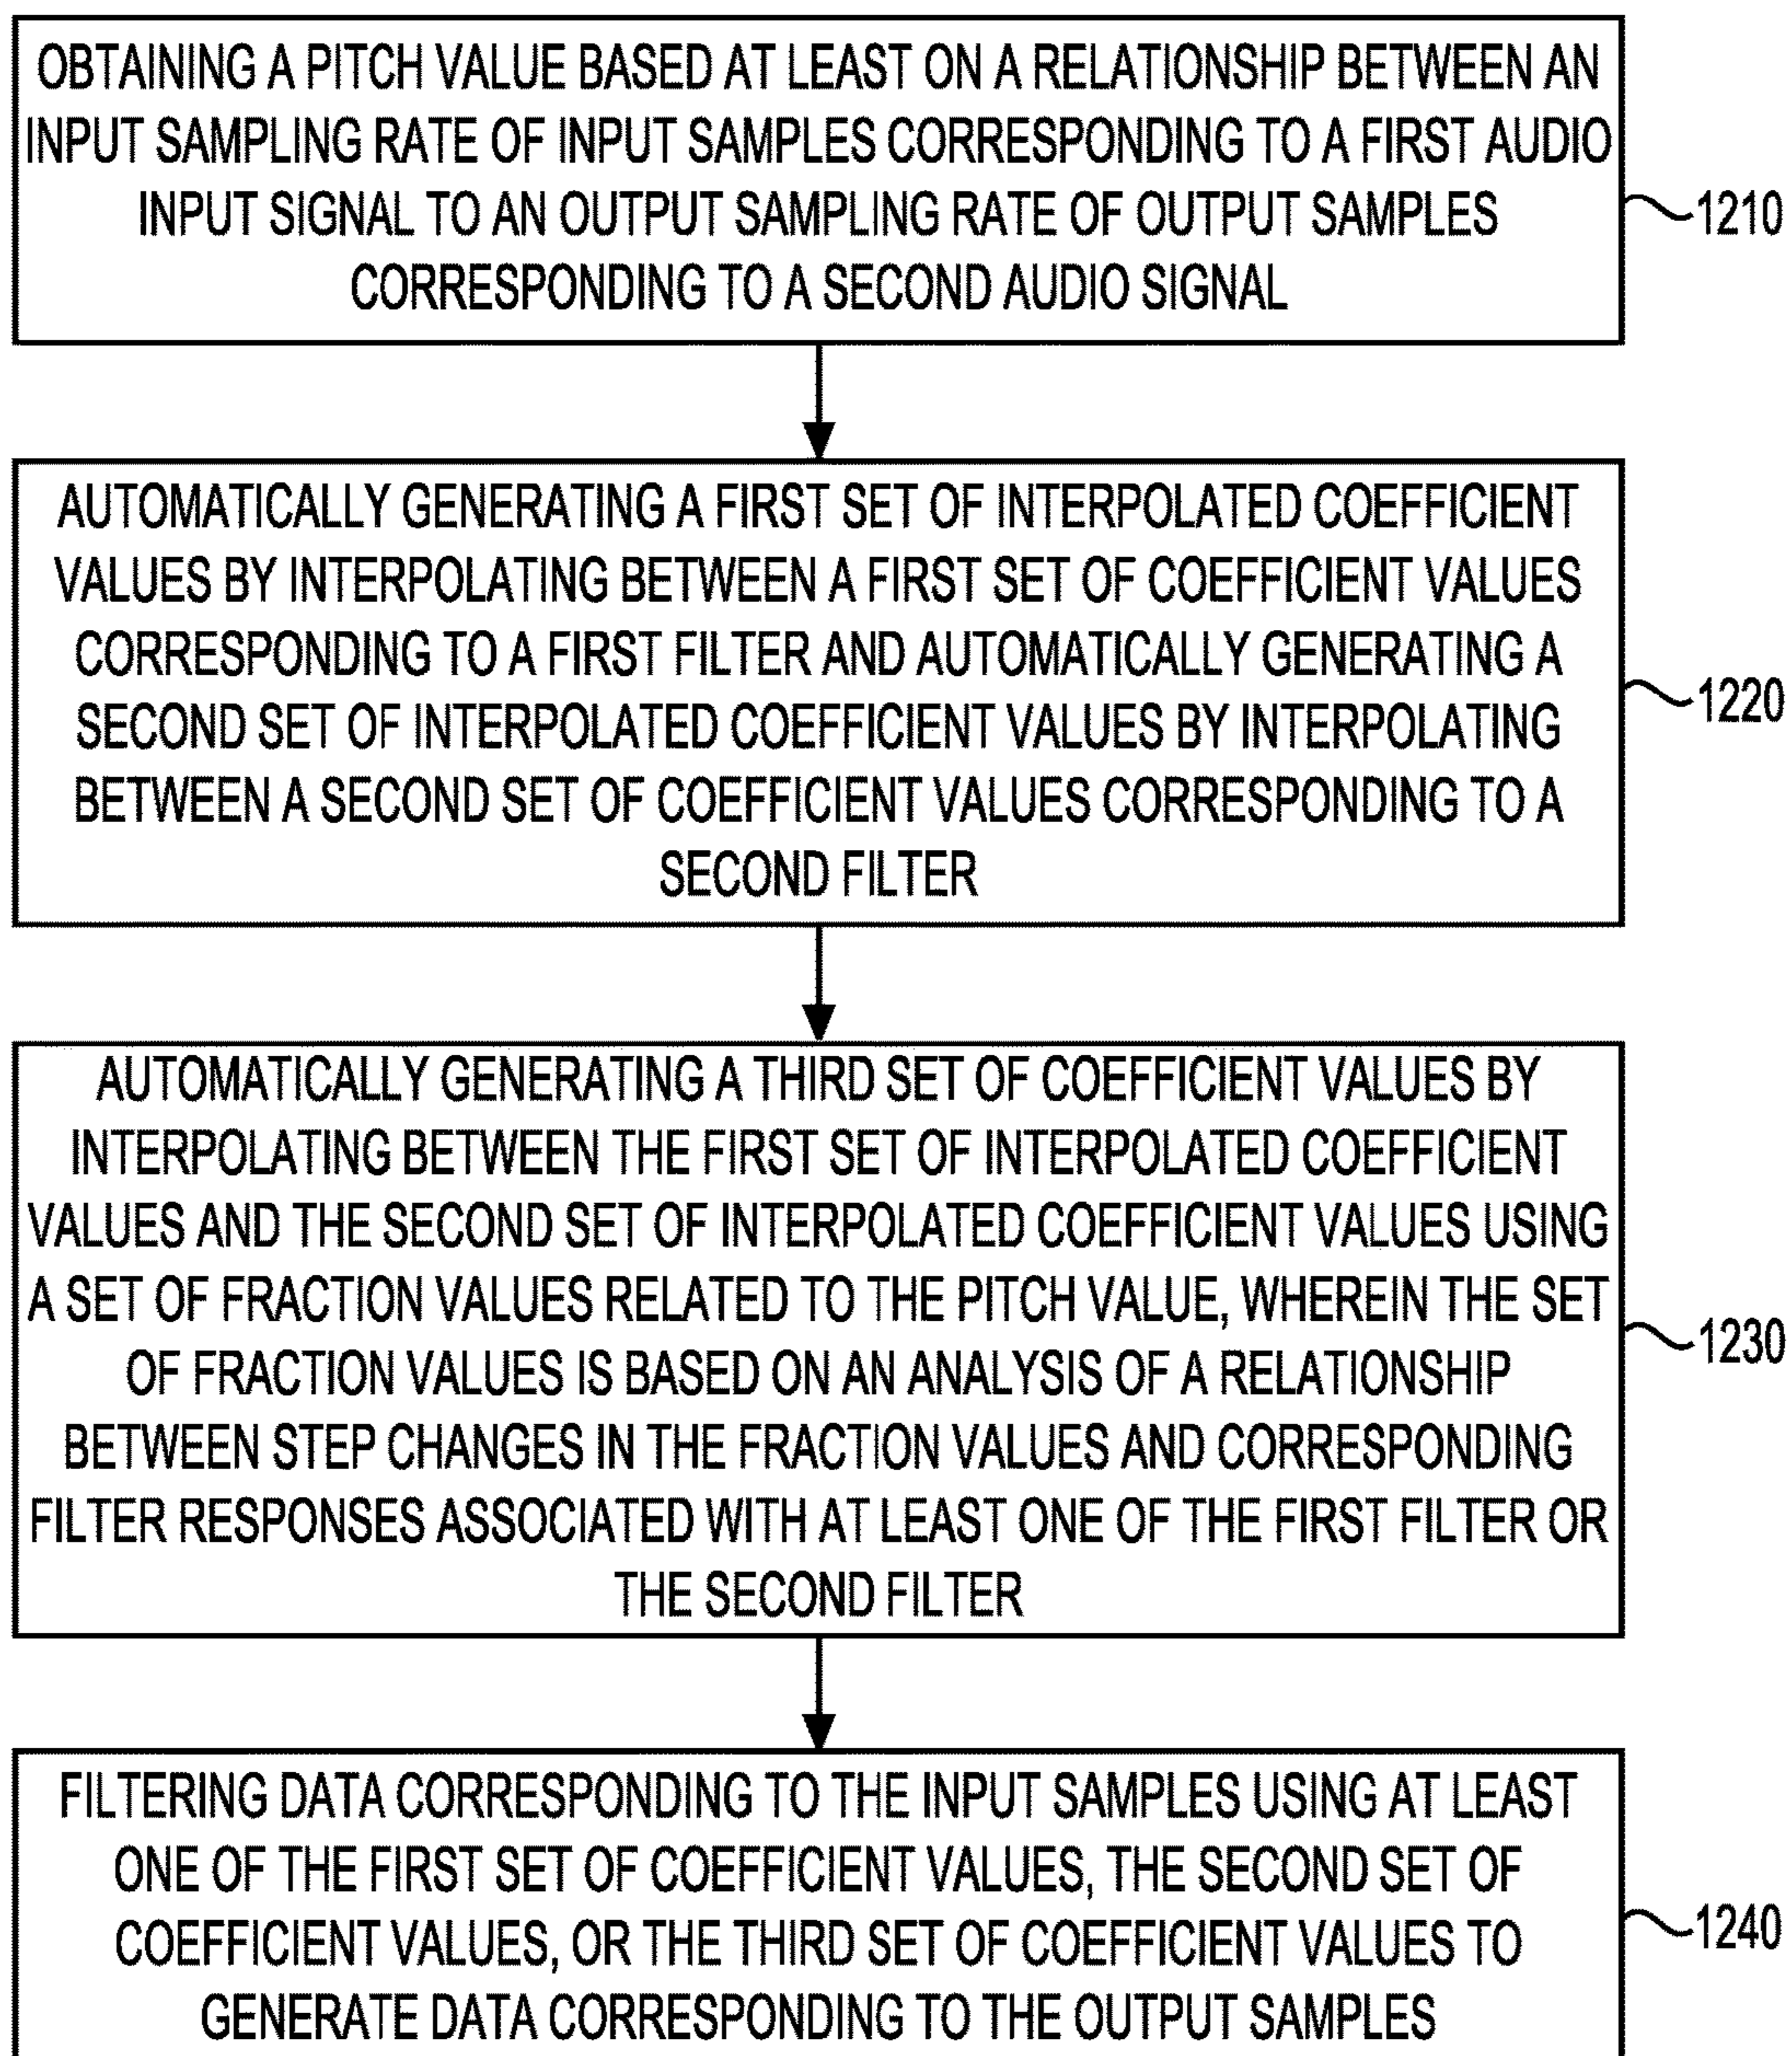 OBTAINING A PITCH VALUE BASED AT LEAST ON A RELATIONSHIP BETWEEN AN
INPUT SAMPLING RATE OF INPUT SAMPLES CORRESPONDING TO A FIRST AUDIO
INPUT SIGNAL TO AN OUTPUT SAMPLING RATE OF OUTPUT SAMPLES
CORRESPONDING TO A SECOND AUDIO SIGNAL
1210
AUTOMATICALLY GENERATING A FIRST SET OF INTERPOLATED COEFFICIENT
VALUES BY INTERPOLATING BETWEEN A FIRST SET OF COEFFICIENT VALUES
CORRESPONDING TO A FIRST FILTER AND AUTOMATICALLY GENERATING A
SECOND SET OF INTERPOLATED COEFFICIENT VALUES BY INTERPOLATING
BETWEEN A SECOND SET OF COEFFICIENT VALUES CORRESPONDING TO A
SECOND FILTER
1220
AUTOMATICALLY GENERATING A THIRD SET OF COEFFICIENT VALUES BY
INTERPOLATING BETWEEN THE FIRST SET OF INTERPOLATED COEFFICIENT
VALUES AND THE SECOND SET OF INTERPOLATED COEFFICIENT VALUES USING
A SET OF FRACTION VALUES RELATED TO THE PITCH VALUE, WHEREIN THE SET
OF FRACTION VALUES IS BASED ON AN ANALYSIS OF A RELATIONSHIP
BETWEEN STEP CHANGES IN THE FRACTION VALUES AND CORRESPONDING
FILTER RESPONSES ASSOCIATED WITH AT LEAST ONE OF THE FIRST FILTER OR
THE SECOND FILTER
1230
FILTERING DATA CORRESPONDING TO THE INPUT SAMPLES USING AT LEAST
ONE OF THE FIRST SET OF COEFFICIENT VALUES, THE SECOND SET OF
COEFFICIENT VALUES, OR THE THIRD SET OF COEFFICIENT VALUES TO
GENERATE DATA CORRESPONDING TO THE OUTPUT SAMPLES
1240